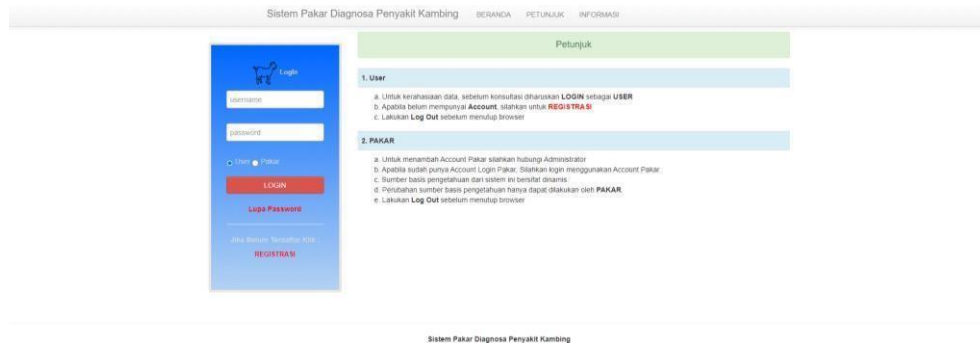 Sistem Pakar Diagnosa Penyakit Kambing BERANDA PETUNJUK INFORMASI
Login
username
password
User Pakar
LOGIN
Lupa Password
Jika Belum Terdaftar Klik :
REGISTRASI
Petunjuk
1. User
a. Untuk kerahasiaan data, sebelum konsultasi diharuskan LOGIN sebagai USER
b. Apabila belum mempunyai Account, silahkan untuk REGISTRASI
c. Lakukan Log Out sebelum menutup browser
2. PAKAR
a. Untuk menambah Account Pakar silahkan hubungi Administrator
b. Apabila sudah punya Account Login Pakar, Silahkan login menggunakan Account Pakar.
c. Sumber basis pengetahuan dari sistem ini bersifat dinamis.
d. Perubahan sumber basis pengetahuan hanya dapat dilakukan oleh PAKAR.
e. Lakukan Log Out sebelum menutup browser
Sistem Pakar Diagnosa Penyakit Kambing